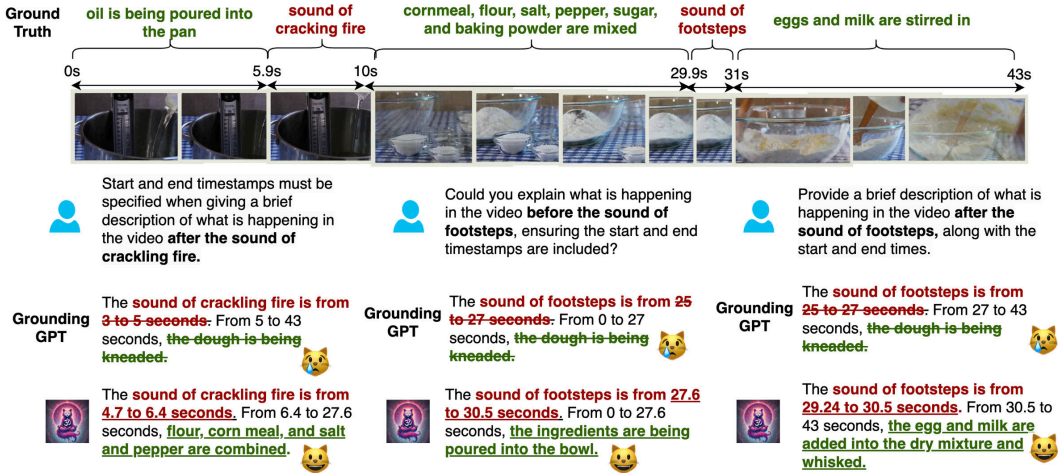 Ground
Truth
oil is being poured into
the pan
sound of
cracking fire
cornmeal, flour, salt, pepper, sugar,
and baking powder are mixed
sound of
footsteps
eggs and milk are stirred in
0s
5.9s
10s
29.9s
31s
43s
Start and end timestamps must be
specified when giving a brief
description of what is happening in
the video after the sound of
crackling fire.
Could you explain what is happening
in the video before the sound of
footsteps, ensuring the start and end
timestamps are included?
Provide a brief description of what is
happening in the video after the
sound of footsteps, along with the
start and end times.
Grounding
GPT
The sound of crackling fire is from
3 to 5 seconds. From 5 to 43
seconds, the dough is being
kneaded.
Grounding
GPT
The sound of footsteps is from 25
to 27 seconds. From 0 to 27
seconds, the dough is being
kneaded.
Grounding
GPT
The sound of footsteps is from
25 to 27 seconds. From 27 to 43
seconds, the dough is being
kneaded.
The sound of crackling fire is from
4.7 to 6.4 seconds. From 6.4 to 27.6
seconds, flour, corn meal, and salt
and pepper are combined.
The sound of footsteps is from 27.6
to 30.5 seconds. From 0 to 27.6
seconds, the ingredients are being
poured into the bowl.
The sound of footsteps is from
29.24 to 30.5 seconds. From 30.5 to
43 seconds, the egg and milk are
added into the dry mixture and
whisked.